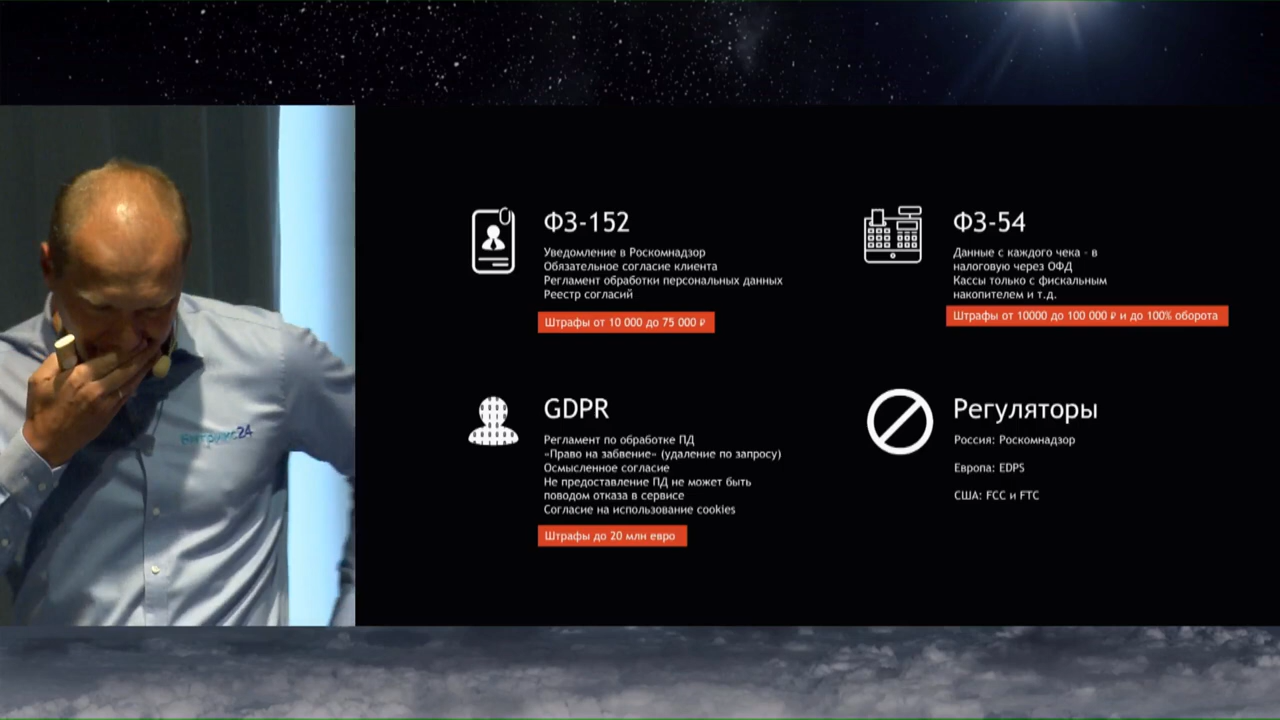 ФЗ-152
Уведомление в Роскомнадзор
Обязательное согласие клиента
Регламент обработки персональных данных
Реестр согласий
Штрафы от 10 000 до 75 000 ₽
ФЗ-54
Данные с каждого чека - в
налоговую через ОФД
Кассы только с фискальным
накопителем и т.д.
Штрафы от 10000 до 100 000 ₽ и до 100% оборота
GDPR
Регламент по обработке ПД
«Право на забвение» (удаление по запросу)
Осмысленное согласие
Не предоставление ПД не может быть
поводом отказа в сервисе
Согласие на использование cookies
Штрафы до 20 млн евро
Регуляторы
Россия: Роскомнадзор
Европа: EDPS
США: FCC и FTC
Битрикс24